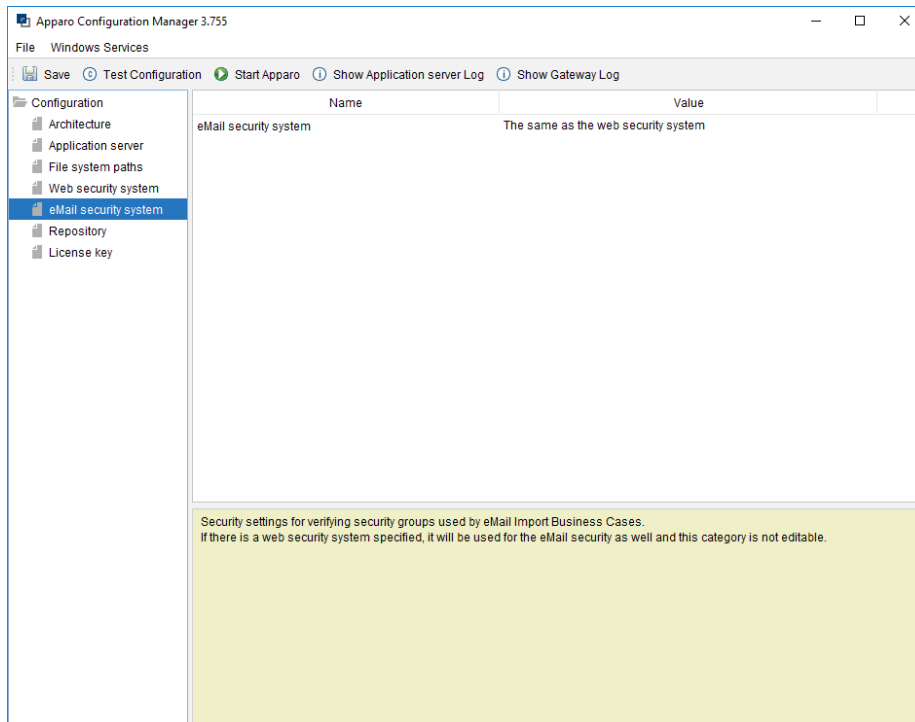 Apparo Configuration Manager 3.755
File Windows Services
Save Test Configuration Start Apparo Show Application server Log Show Gateway Log
Configuration
Architecture
Application server
File system paths
Web security system
eMail security system
Repository
License key
Name Value
eMail security system The same as the web security system
Security settings for verifying security groups used by eMail Import Business Cases.
If there is a web security system specified, it will be used for the eMail security as well and this category is not editable.